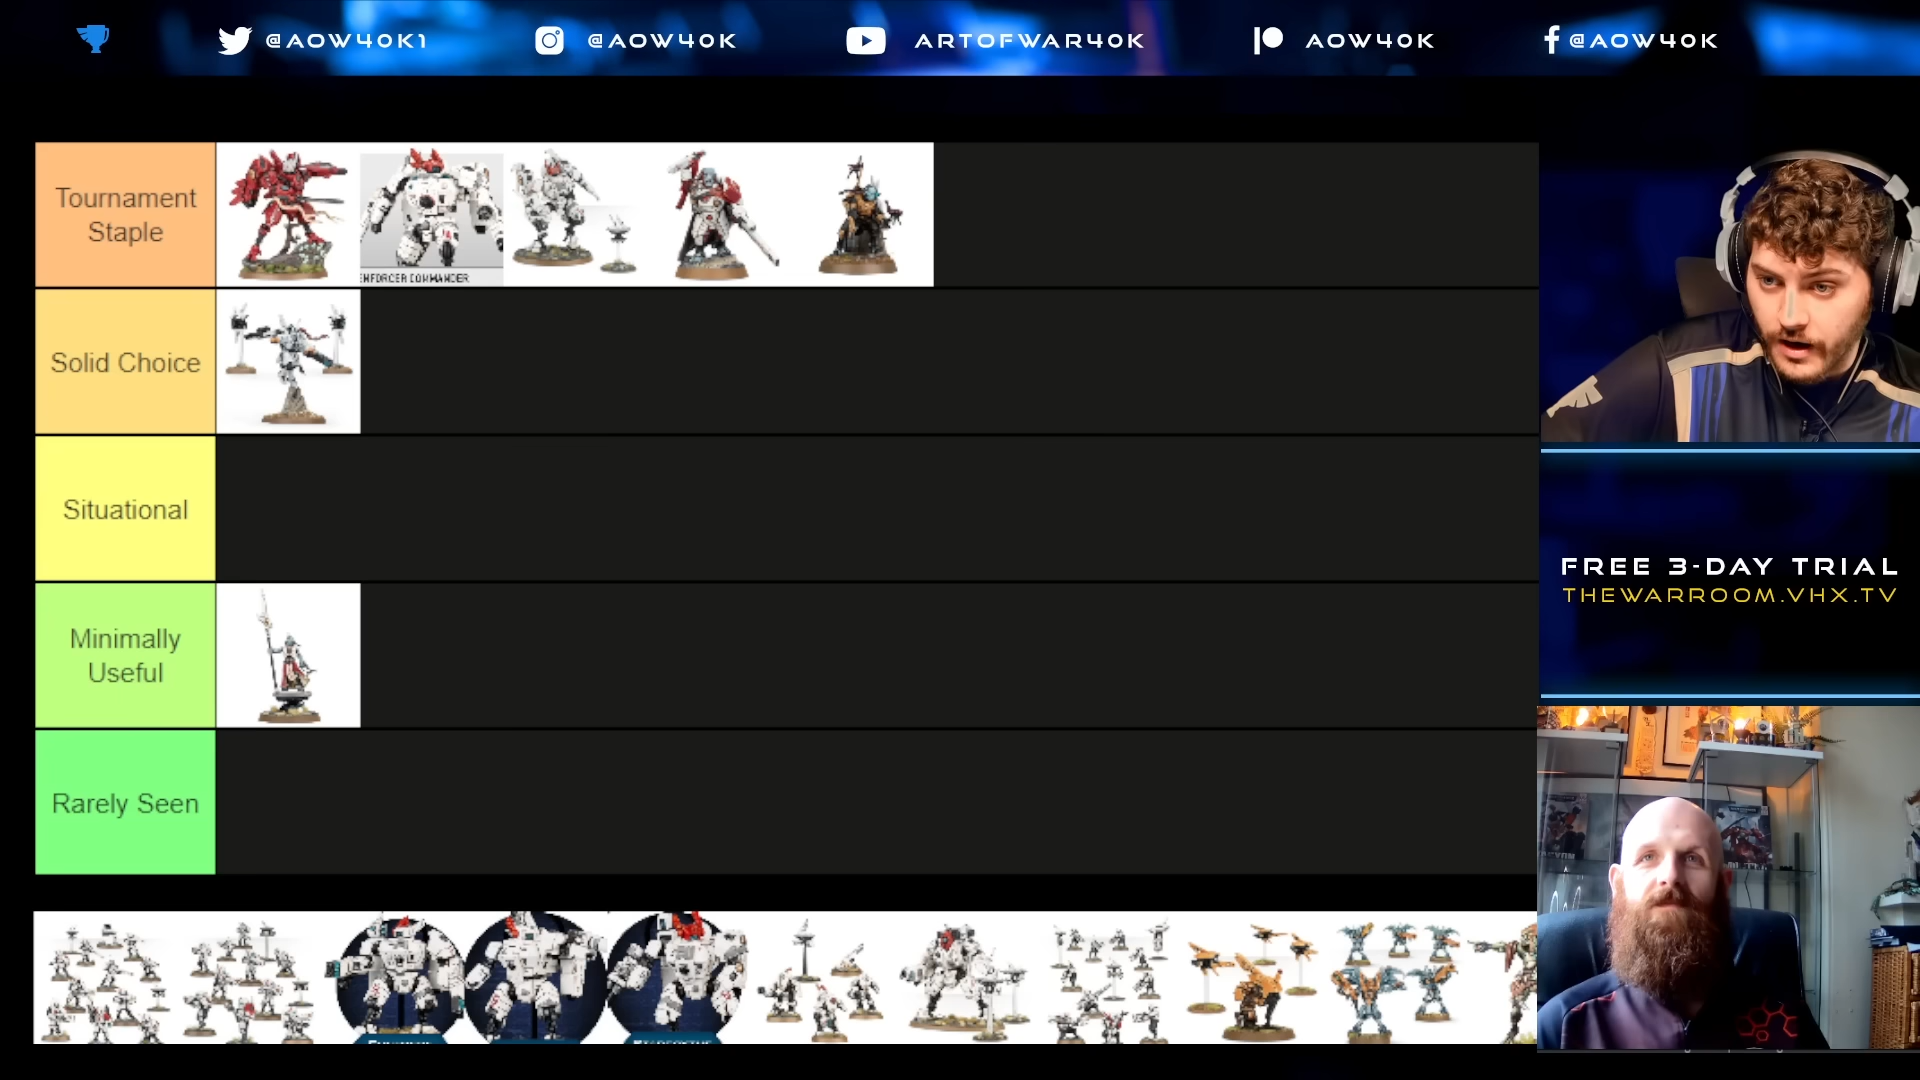 @AOW40K1
@AOW40K
ARTOFWAR40K
AOW40K
@AOW40K
Tournament
Staple
ENFORCER COMMANDER
Solid Choice
Situational
Minimally
Useful
Rarely Seen
FREE 3-DAY TRIAL
THEWARROOM.VHX.TV